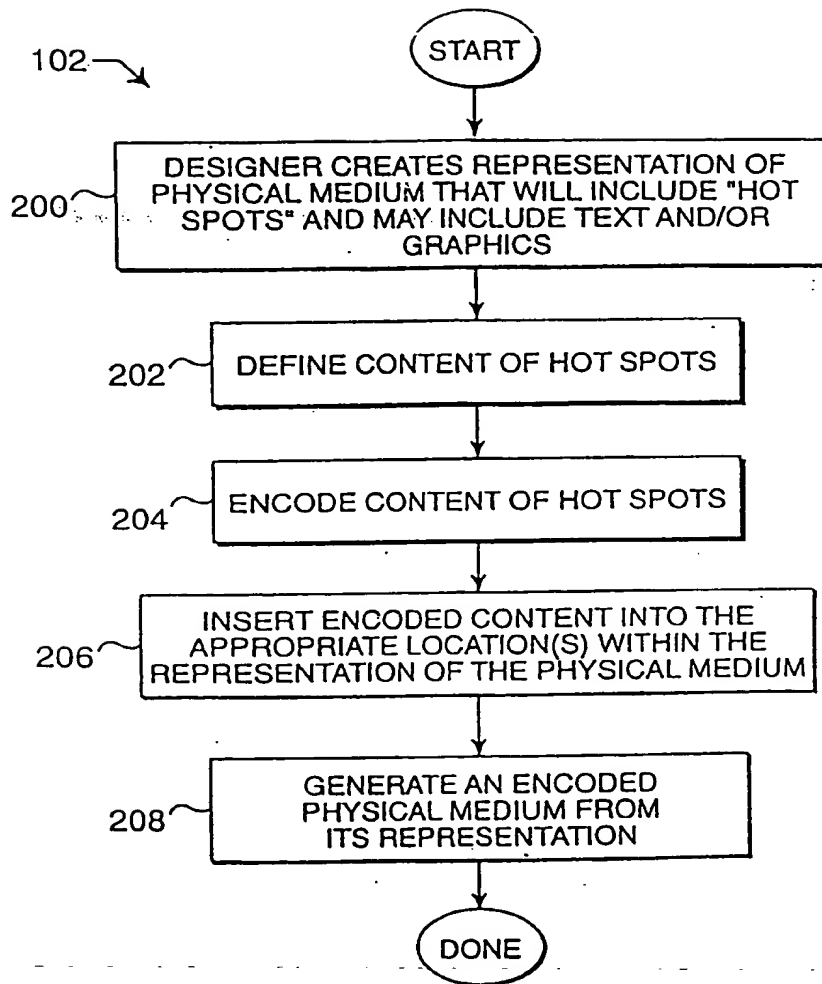 START
102
DESIGNER CREATES REPRESENTATION OF
PHYSICAL MEDIUM THAT WILL INCLUDE "HOT
SPOTS" AND MAY INCLUDE TEXT AND/OR
GRAPHICS
200
DEFINE CONTENT OF HOT SPOTS
202
ENCODE CONTENT OF HOT SPOTS
204
INSERT ENCODED CONTENT INTO THE
APPROPRIATE LOCATION(S) WITHIN THE
REPRESENTATION OF THE PHYSICAL MEDIUM
206
GENERATE AN ENCODED
PHYSICAL MEDIUM FROM
ITS REPRESENTATION
208
DONE